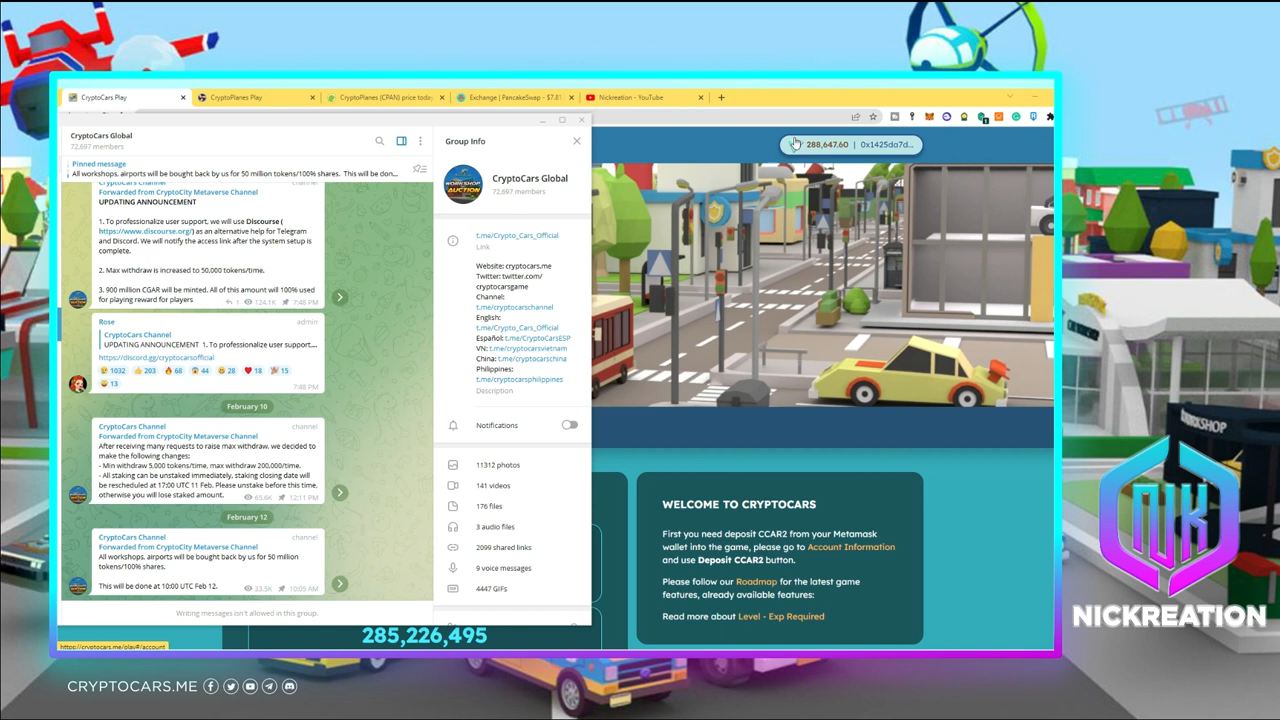 CryptoCars Play
CryptoPlanes Play
CryptoPlanes (CPAN) price today,
Exchange | PancakeSwap - $7.81
Nickreation - YouTube
CryptoCars Global
72,697 members
Pinned message
All workshops, airports will be bought back by us for 50 million tokens/100% shares. This will be don...
CryptoCars Channel
channel
Forwarded from CryptoCity Metaverse Channel
UPDATING ANNOUNCEMENT
1. To professionalize user support, we will use Discourse (
https://www.discourse.org/) as an alternative help for Telegram
and Discord. We will notify the access link after the system setup is
complete.
2. Max withdraw is increased to 50,000 tokens/time.
3. 900 million CGAR will be minted. All of this amount will 100% used
for playing reward for players
1 124.1K 7:48 PM
Rose
admin
CryptoCars Channel
UPDATING ANNOUNCEMENT 1. To professionalize user support,...
https://discord.gg/cryptocarsofficial
1032 203 68 44 28 18 15
13
7:48 PM
February 10
CryptoCars Channel
channel
Forwarded from CryptoCity Metaverse Channel
After receiving many requests to raise max withdraw, we decided to
make the following changes:
- Min withdraw 5,000 tokens/time, max withdraw 200,000/time.
- All staking can be unstaked immediately, staking closing date will
be rescheduled at 17:00 UTC 11 Feb. Please unstake before this time,
otherwise you will lose staked amount.
65.6K 12:11 PM
February 12
CryptoCars Channel
channel
Forwarded from CryptoCity Metaverse Channel
All workshops, airports will be bought back by us for 50 million
tokens/100% shares.
This will be done at 10:00 UTC Feb 12.
33.5K 10:05 AM
Writing messages isn't allowed in this group.
Group Info
WORKSHOP
AUCTION
CryptoCars Global
72,697 members
t.me/Crypto_Cars_Official
Link
Website: cryptocars.me
Twitter: twitter.com/
cryptocarsgame
Channel:
t.me/cryptocarschannel
English:
t.me/Crypto_Cars_Official
Español: t.me/CryptoCarsESP
VN: t.me/cryptocarsvietnam
China: t.me/cryptocarschina
Philippines:
t.me/cryptocarsphilippines
Description
Notifications
11312 photos
141 videos
176 files
3 audio files
2099 shared links
9 voice messages
4447 GIFs
288,647.60 | 0x1425da7d...
WELCOME TO CRYPTOCARS
First you need deposit CCAR2 from your Metamask
wallet into the game, please go to Account Information
and use Deposit CCAR2 button.
Please follow our Roadmap for the latest game
features, already available features:
Read more about Level - Exp Required
285,226,495
https://cryptocars.me/play#/account
WORKSHOP
NICKREATION
CRYPTOCARS.ME